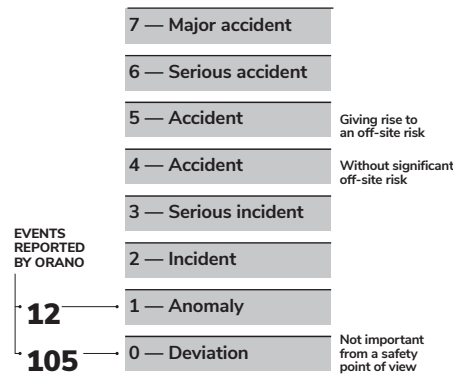 7 — Major accident
6 — Serious accident
5 — Accident
Giving rise to
an off-site risk
4 — Accident
Without significant
off-site risk
3 — Serious incident
EVENTS
REPORTED
BY ORANO
2 — Incident
12
1 — Anomaly
105
0 — Deviation
Not important
from a safety
point of view